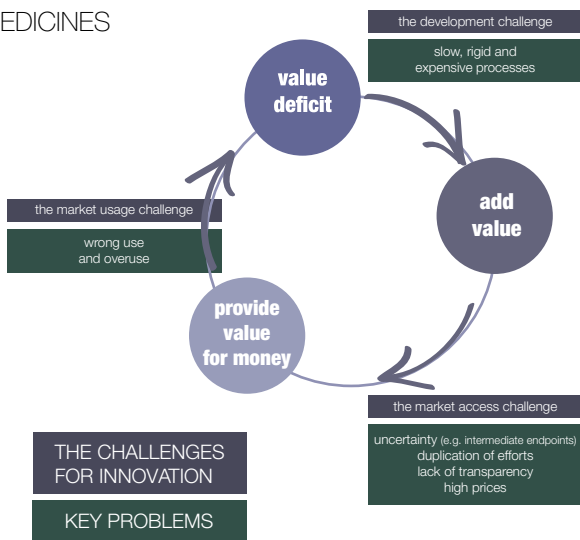 EDICINES
the development challenge
slow, rigid and
expensive processes
value
deficit
add
value
the market usage challenge
wrong use
and overuse
provide
value
for money
the market access challenge
uncertainty (e.g. intermediate endpoints)
duplication of efforts
lack of transparency
high prices
THE CHALLENGES
FOR INNOVATION
KEY PROBLEMS